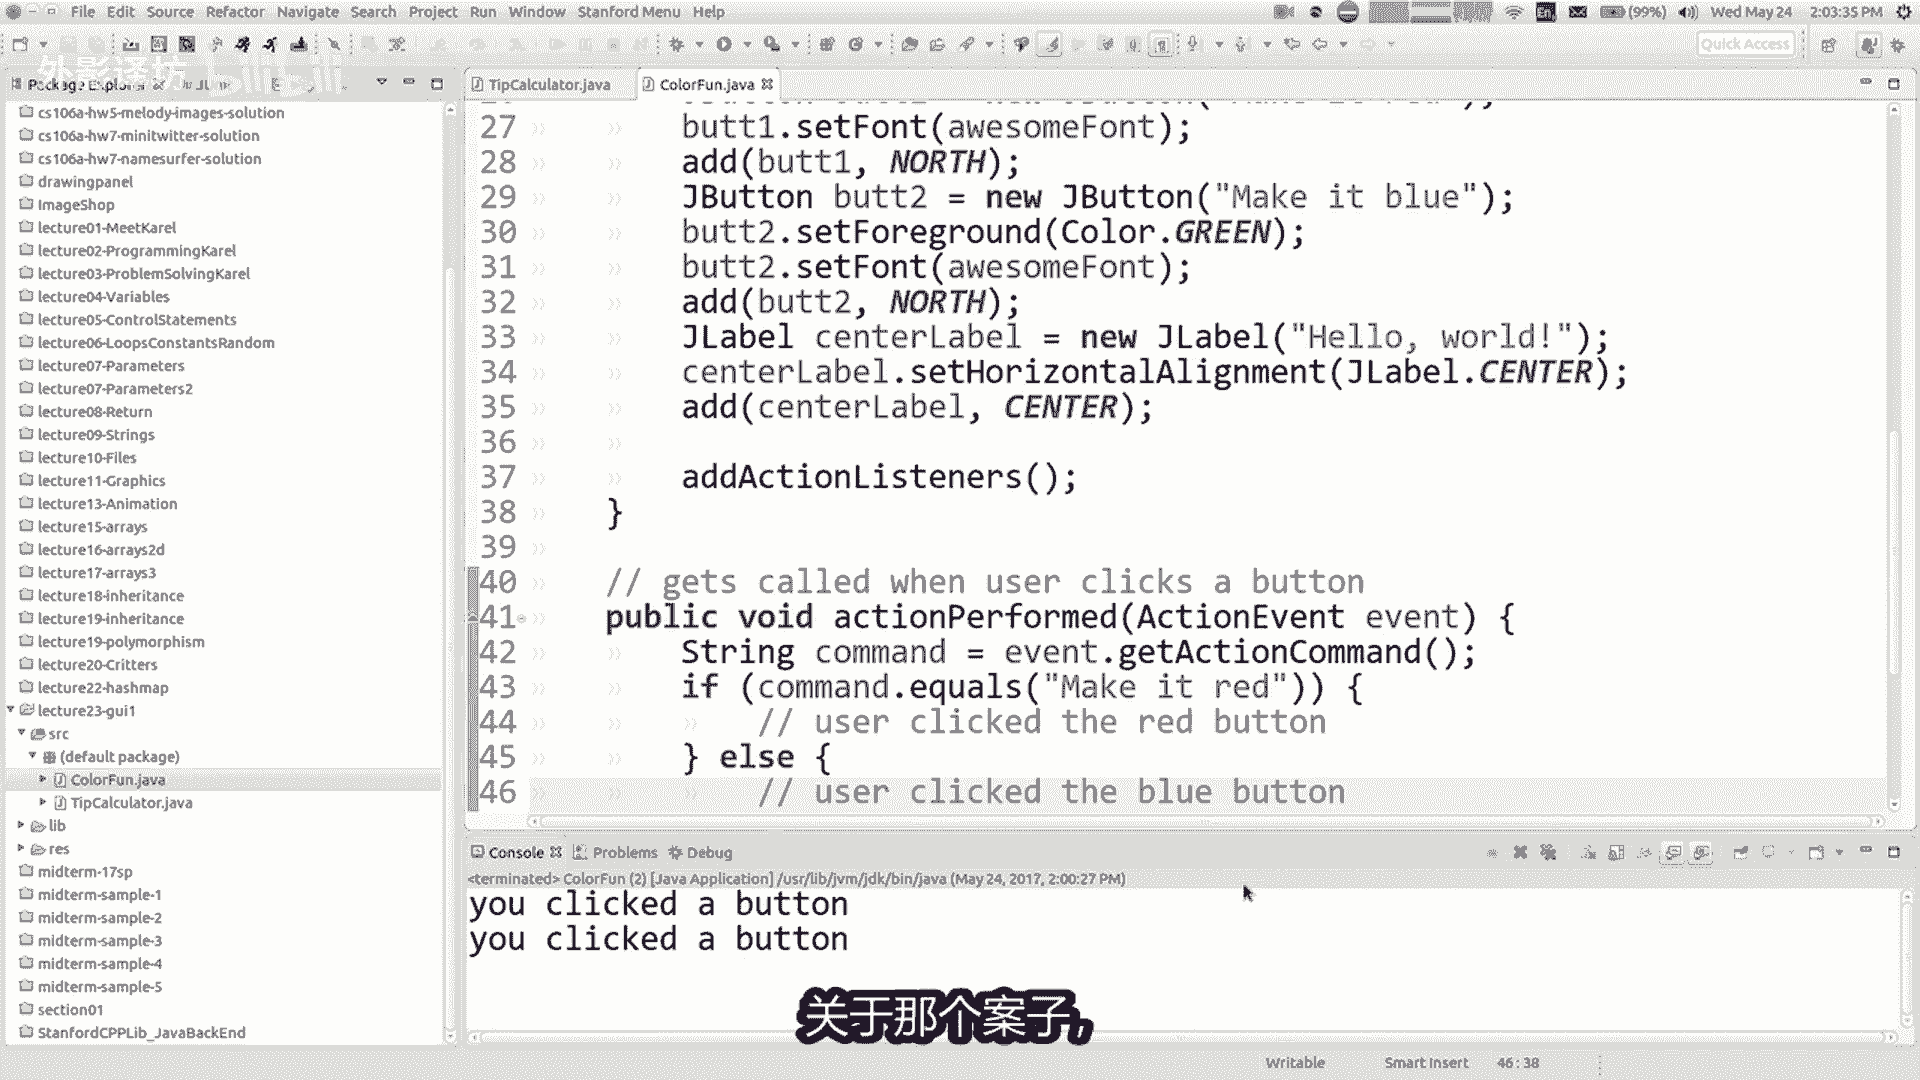 File Edit Source Refactor Navigate Search Project Run Window Stanford Menu Help
(99%) Wed May 24 2:03:35 PM
Quick Access
外影译坊 bilibili
Package Explorer
TipCalculator.java
ColorFun.java
cs106a-hw5-melody-images-solution
cs106a-hw7-minitwitter-solution
cs106a-hw7-namesurfer-solution
drawingpanel
ImageShop
lecture01-MeetKarel
lecture02-ProgrammingKarel
lecture03-ProblemSolvingKarel
lecture04-Variables
lecture05-ControlStatements
lecture06-LoopsConstantsRandom
lecture07-Parameters
lecture07-Parameters2
lecture08-Return
lecture09-Strings
lecture10-Files
lecture11-Graphics
lecture13-Animation
lecture15-arrays
lecture16-arrays2d
lecture17-arrays3
lecture18-inheritance
lecture19-inheritance
lecture19-polymorphism
lecture20-Critters
lecture22-hashmap
lecture23-gui1
src
(default package)
ColorFun.java
TipCalculator.java
lib
res
midterm-17sp
midterm-sample-1
midterm-sample-2
midterm-sample-3
midterm-sample-4
midterm-sample-5
section01
StanfordCPPLib_JavaBackEnd
27 butt1.setFont(awesomeFont);
28 add(butt1, NORTH);
29 JButton butt2 = new JButton("Make it blue");
30 butt2.setForeground(Color.GREEN);
31 butt2.setFont(awesomeFont);
32 add(butt2, NORTH);
33 JLabel centerLabel = new JLabel("Hello, world!");
34 centerLabel.setHorizontalAlignment(JLabel.CENTER);
35 add(centerLabel, CENTER);
36
37 addActionListeners();
38 }
39
40 // gets called when user clicks a button
41 public void actionPerformed(ActionEvent event) {
42 String command = event.getActionCommand();
43 if (command.equals("Make it red")) {
44 // user clicked the red button
45 } else {
46 // user clicked the blue button
Console Problems Debug
<terminated> ColorFun (2) [Java Application] /usr/lib/jvm/jdk/bin/java (May 24, 2017, 2:00:27 PM)
you clicked a button
you clicked a button
关于那个案子,
Writable Smart Insert 46:38